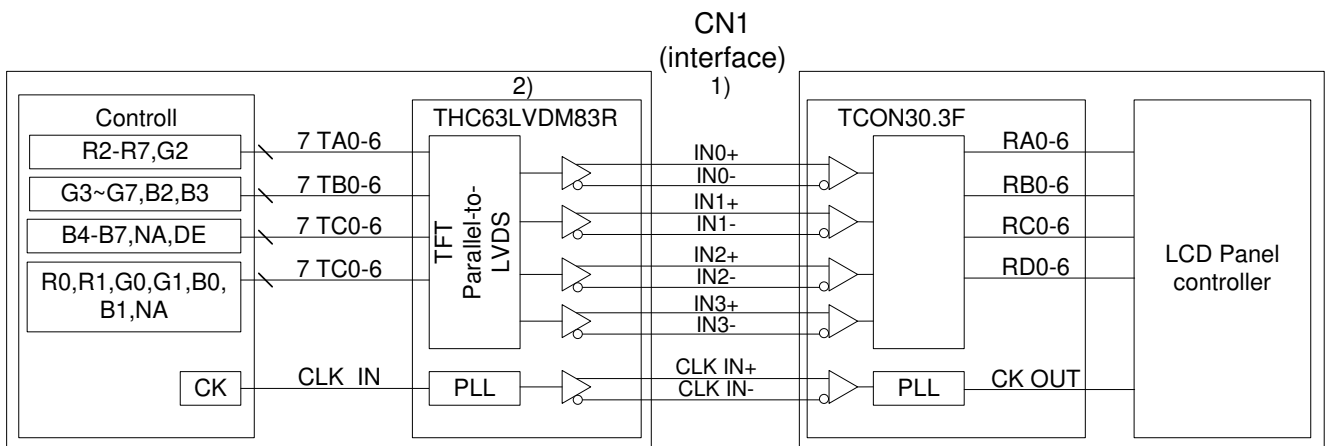 CN1
(interface)
1)
2)
Controll
R2-R7,G2
G3~G7,B2,B3
B4-B7,NA,DE
R0,R1,G0,G1,B0,
B1,NA
CK
7 TA0-6
7 TB0-6
7 TC0-6
7 TC0-6
CLK IN
THC63LVDM83R
TFT
Parallel-to-
LVDS
PLL
IN0+
IN0-
IN1+
IN1-
IN2+
IN2-
IN3+
IN3-
CLK IN+
CLK IN-
TCON30.3F
PLL
RA0-6
RB0-6
RC0-6
RD0-6
CK OUT
LCD Panel
controller